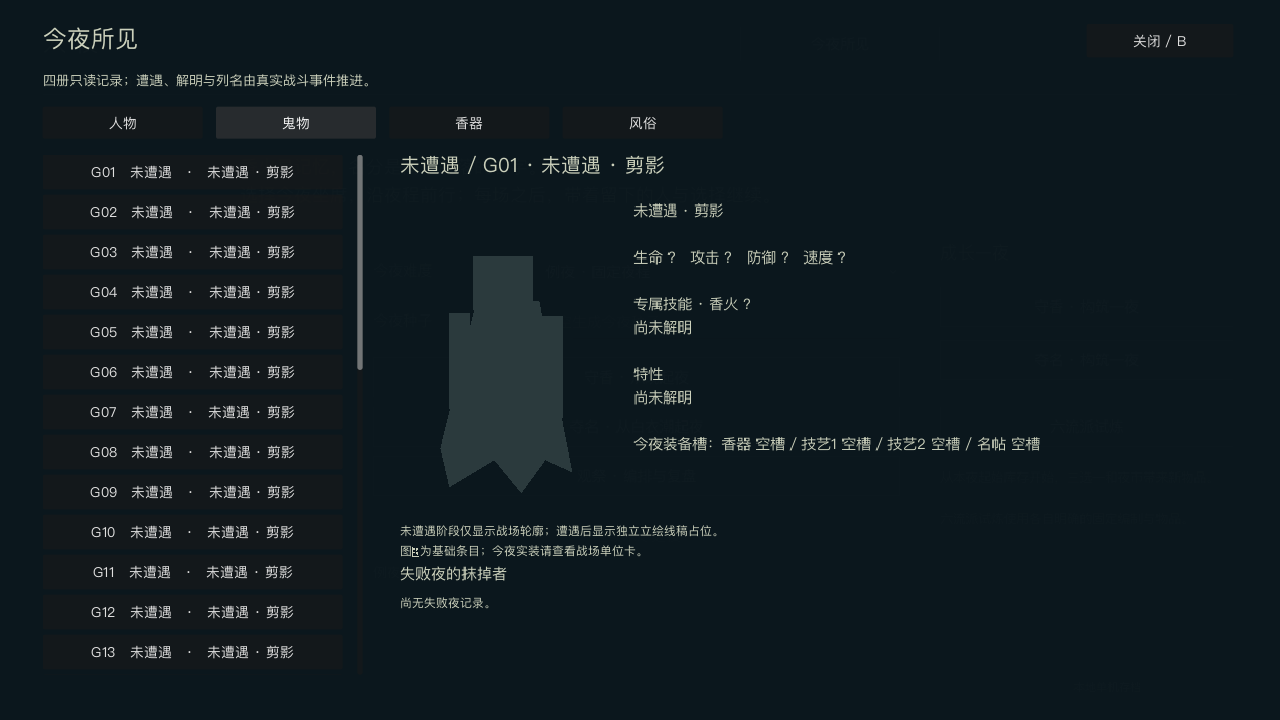 今夜所见
关闭 / B
四册只读记录；遭遇、解明与列名由真实战斗事件推进。
人物
鬼物
香器
风俗
G01 未遭遇 · 未遭遇 · 剪影
G02 未遭遇 · 未遭遇 · 剪影
G03 未遭遇 · 未遭遇 · 剪影
G04 未遭遇 · 未遭遇 · 剪影
G05 未遭遇 · 未遭遇 · 剪影
G06 未遭遇 · 未遭遇 · 剪影
G07 未遭遇 · 未遭遇 · 剪影
G08 未遭遇 · 未遭遇 · 剪影
G09 未遭遇 · 未遭遇 · 剪影
G10 未遭遇 · 未遭遇 · 剪影
G11 未遭遇 · 未遭遇 · 剪影
G12 未遭遇 · 未遭遇 · 剪影
G13 未遭遇 · 未遭遇 · 剪影
未遭遇 / G01 · 未遭遇 · 剪影
未遭遇 · 剪影
生命？ 攻击？ 防御？ 速度？
专属技能 · 香火？
尚未解明
特性
尚未解明
今夜装备槽：香器 空槽 / 技艺1 空槽 / 技艺2 空槽 / 名帖 空槽
未遭遇阶段仅显示战场轮廓；遭遇后显示独立立绘线稿占位。
图为基础条目；今夜实装请查看战场单位卡。
失败夜的抹掉者
尚无失败夜记录。